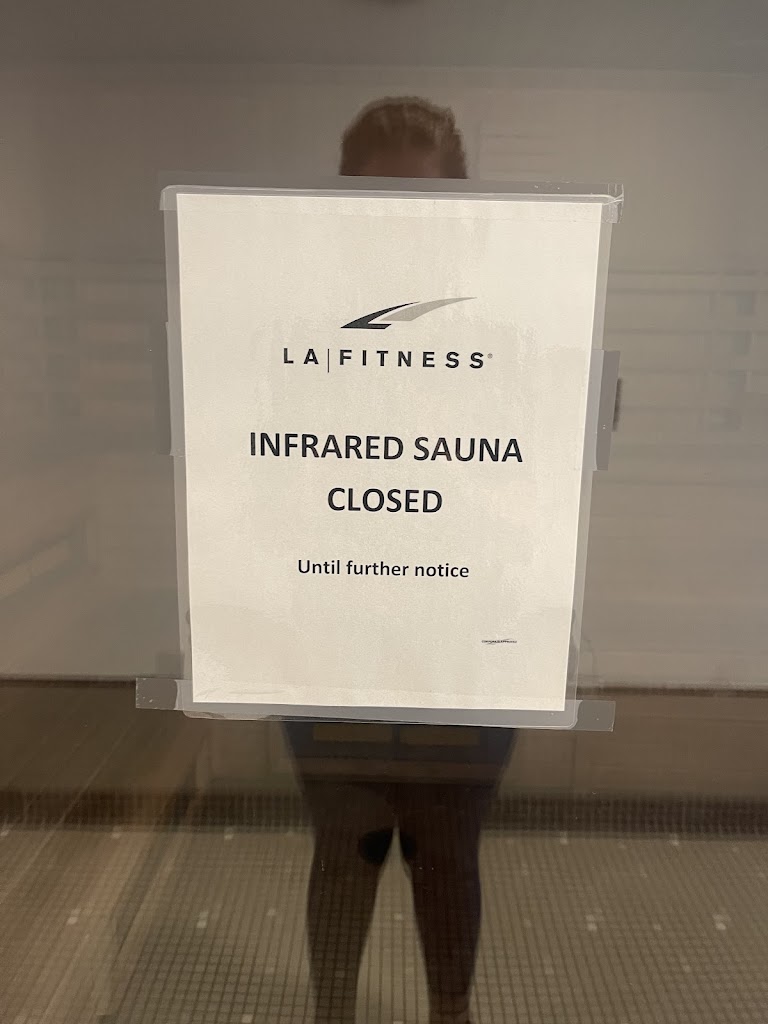 LA|FITNESS®
INFRARED SAUNA
CLOSED
Until further notice